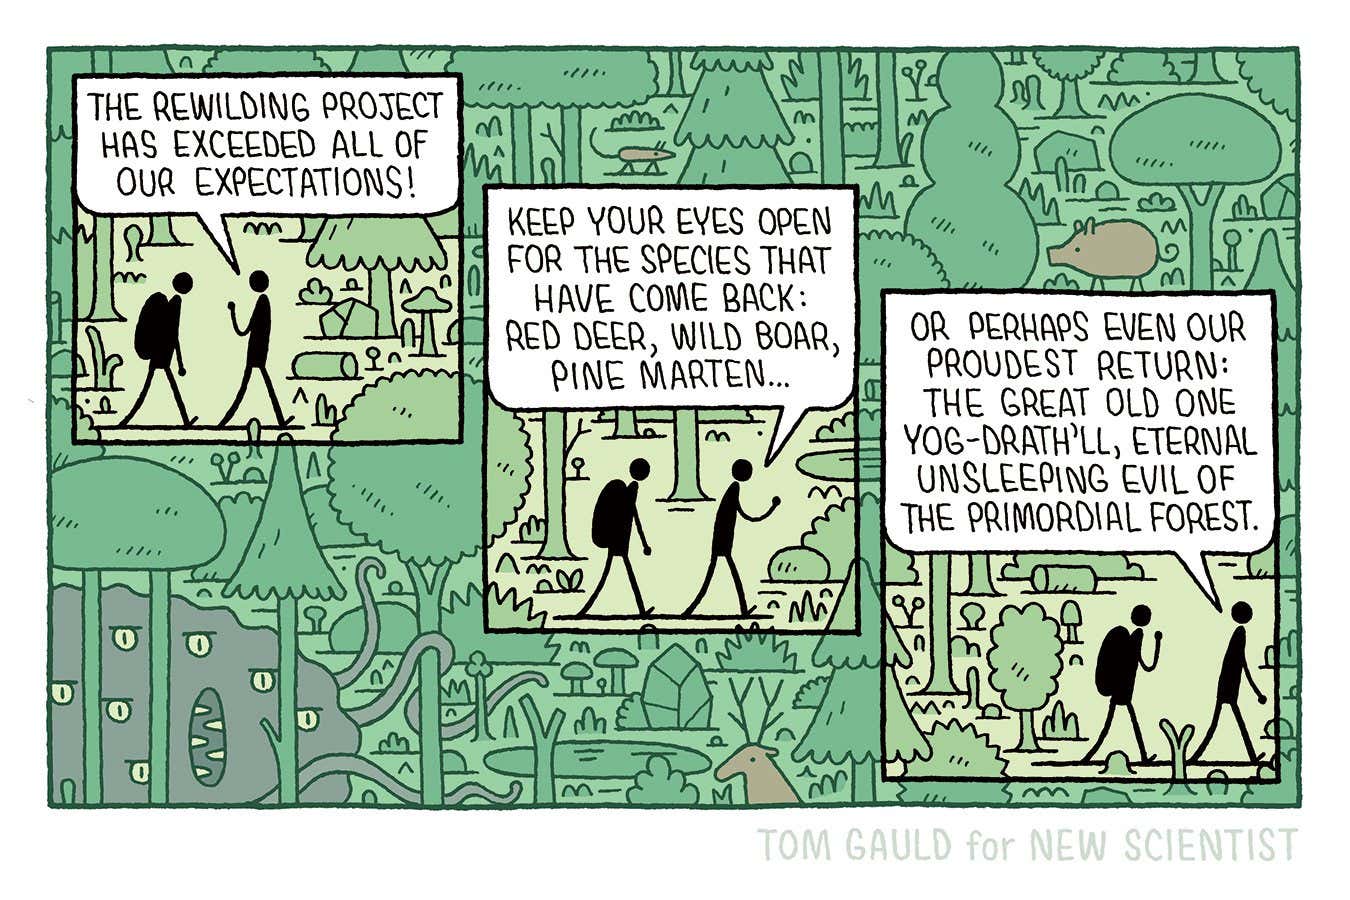 THE REWILDING PROJECT
HAS EXCEEDED ALL OF
OUR EXPECTATIONS!
KEEP YOUR EYES OPEN
FOR THE SPECIES THAT
HAVE COME BACK:
RED DEER, WILD BOAR,
PINE MARTEN...
OR PERHAPS EVEN OUR
PROUDEST RETURN:
THE GREAT OLD ONE
YOG-DRATH'LL, ETERNAL
UNSLEEPING EVIL OF
THE PRIMORDIAL FOREST.
TOM GAULD for NEW SCIENTIST